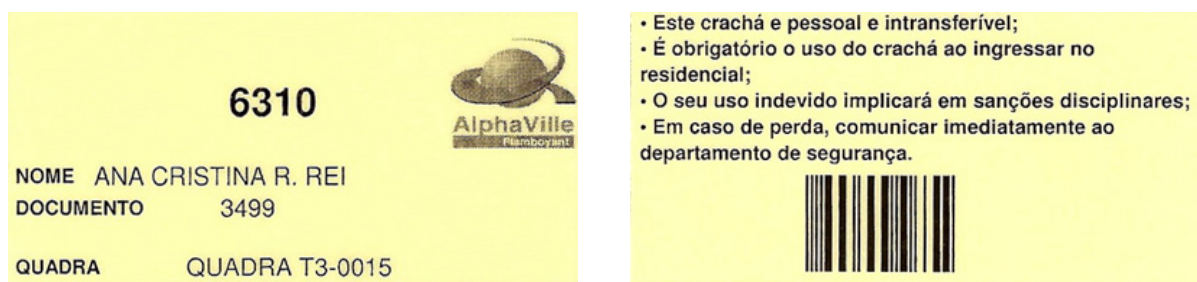 6310
AlphaVille
Flamboyant
NOME ANA CRISTINA R. REI
DOCUMENTO 3499
QUADRA QUADRA T3-0015
• Este crachá e pessoal e intransferível;
• É obrigatório o uso do crachá ao ingressar no
residencial;
• O seu uso indevido implicará em sanções disciplinares;
• Em caso de perda, comunicar imediatamente ao
departamento de segurança.